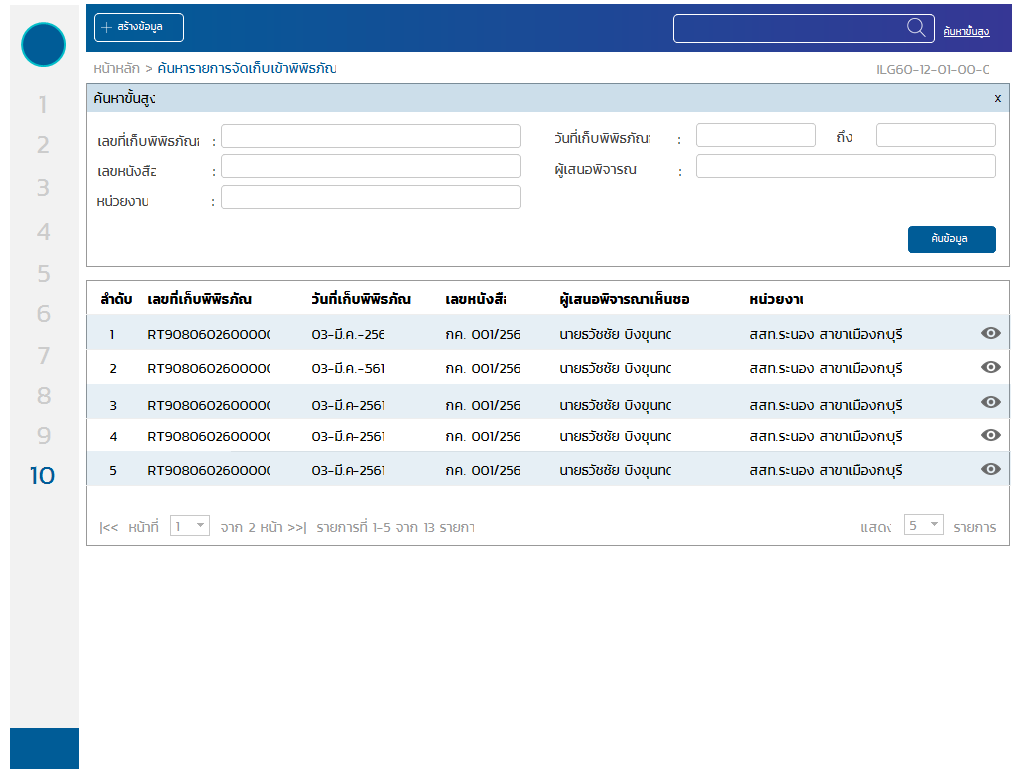 สร้างข้อมูล
ค้นหาขั้นสูง
หน้าหลัก > ค้นหารายการจัดเก็บเข้าพิพิธภัณ
ILG60-12-01-00-0
ค้นหาขั้นสูง x
เลขที่เก็บพิพิธภัณฑ์ :
วันที่เก็บพิพิธภัณฑ์ : ถึง
เลขหนังสือ :
ผู้เสนอพิจารณ :
หน่วยงาน :
ค้นข้อมูล
ลำดับ เลขที่เก็บพิพิธภัณ วันที่เก็บพิพิธภัณ เลขหนังสือ ผู้เสนอพิจารณาเห็นชอ หน่วยงาน
1 RT9080602600000 03-มี.ค.-256 กค. 001/256 นายธวัชชัย บิงขุนทด สสท.ระนอง สาขาเมืองกบุรี
2 RT9080602600000 03-มี.ค.-561 กค. 001/256 นายธวัชชัย บิงขุนทด สสท.ระนอง สาขาเมืองกบุรี
3 RT9080602600000 03-มี.ค-2561 กค. 001/256 นายธวัชชัย บิงขุนทด สสท.ระนอง สาขาเมืองกบุรี
4 RT9080602600000 03-มี.ค-2561 กค. 001/256 นายธวัชชัย บิงขุนทด สสท.ระนอง สาขาเมืองกบุรี
5 RT9080602600000 03-มี.ค-2561 กค. 001/256 นายธวัชชัย บิงขุนทด สสท.ระนอง สาขาเมืองกบุรี
|<< หน้าที่ 1 จาก 2 หน้า >>| รายการที่ 1-5 จาก 13 รายกา
แสดง 5 รายการ
1
2
3
4
5
6
7
8
9
10